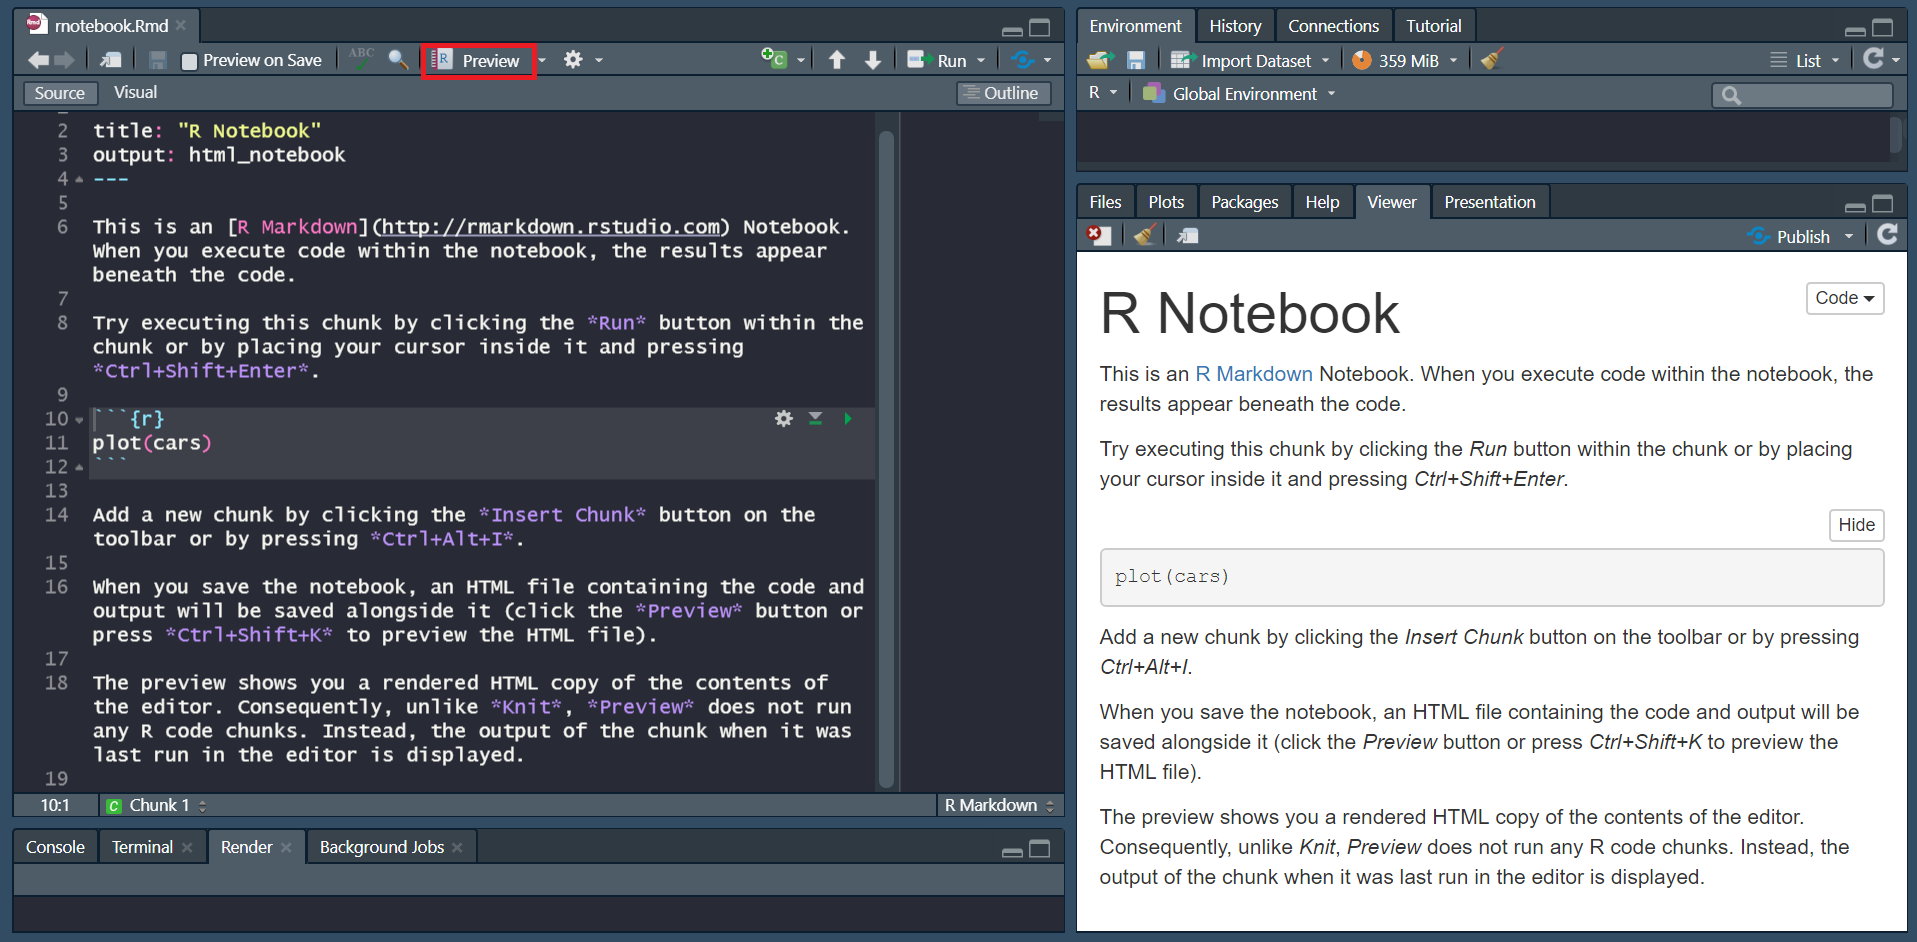 rnotebook.Rmd
Preview on Save
ABC
Preview
Run
Source
Visual
Outline
2 title: "R Notebook"
3 output: html_notebook
4 ---
5
6 This is an [R Markdown](http://rmarkdown.rstudio.com) Notebook.
When you execute code within the notebook, the results appear
beneath the code.
7
8 Try executing this chunk by clicking the *Run* button within the
chunk or by placing your cursor inside it and pressing
*Ctrl+Shift+Enter*.
9
10 ```{r}
11 plot(cars)
12 ```
13
14 Add a new chunk by clicking the *Insert Chunk* button on the
toolbar or by pressing *Ctrl+Alt+I*.
15
16 When you save the notebook, an HTML file containing the code and
output will be saved alongside it (click the *Preview* button or
press *Ctrl+Shift+K* to preview the HTML file).
17
18 The preview shows you a rendered HTML copy of the contents of
the editor. Consequently, unlike *Knit*, *Preview* does not run
any R code chunks. Instead, the output of the chunk when it was
last run in the editor is displayed.
19
10:1
C Chunk 1
R Markdown
Console
Terminal
Render
Background Jobs
Environment
History
Connections
Tutorial
Import Dataset
359 MiB
List
R
Global Environment
Files
Plots
Packages
Help
Viewer
Presentation
Publish
R Notebook
Code
This is an R Markdown Notebook. When you execute code within the notebook, the
results appear beneath the code.
Try executing this chunk by clicking the Run button within the chunk or by placing
your cursor inside it and pressing Ctrl+Shift+Enter.
Hide
plot(cars)
Add a new chunk by clicking the Insert Chunk button on the toolbar or by pressing
Ctrl+Alt+I.
When you save the notebook, an HTML file containing the code and output will be
saved alongside it (click the Preview button or press Ctrl+Shift+K to preview the
HTML file).
The preview shows you a rendered HTML copy of the contents of the editor.
Consequently, unlike Knit, Preview does not run any R code chunks. Instead, the
output of the chunk when it was last run in the editor is displayed.